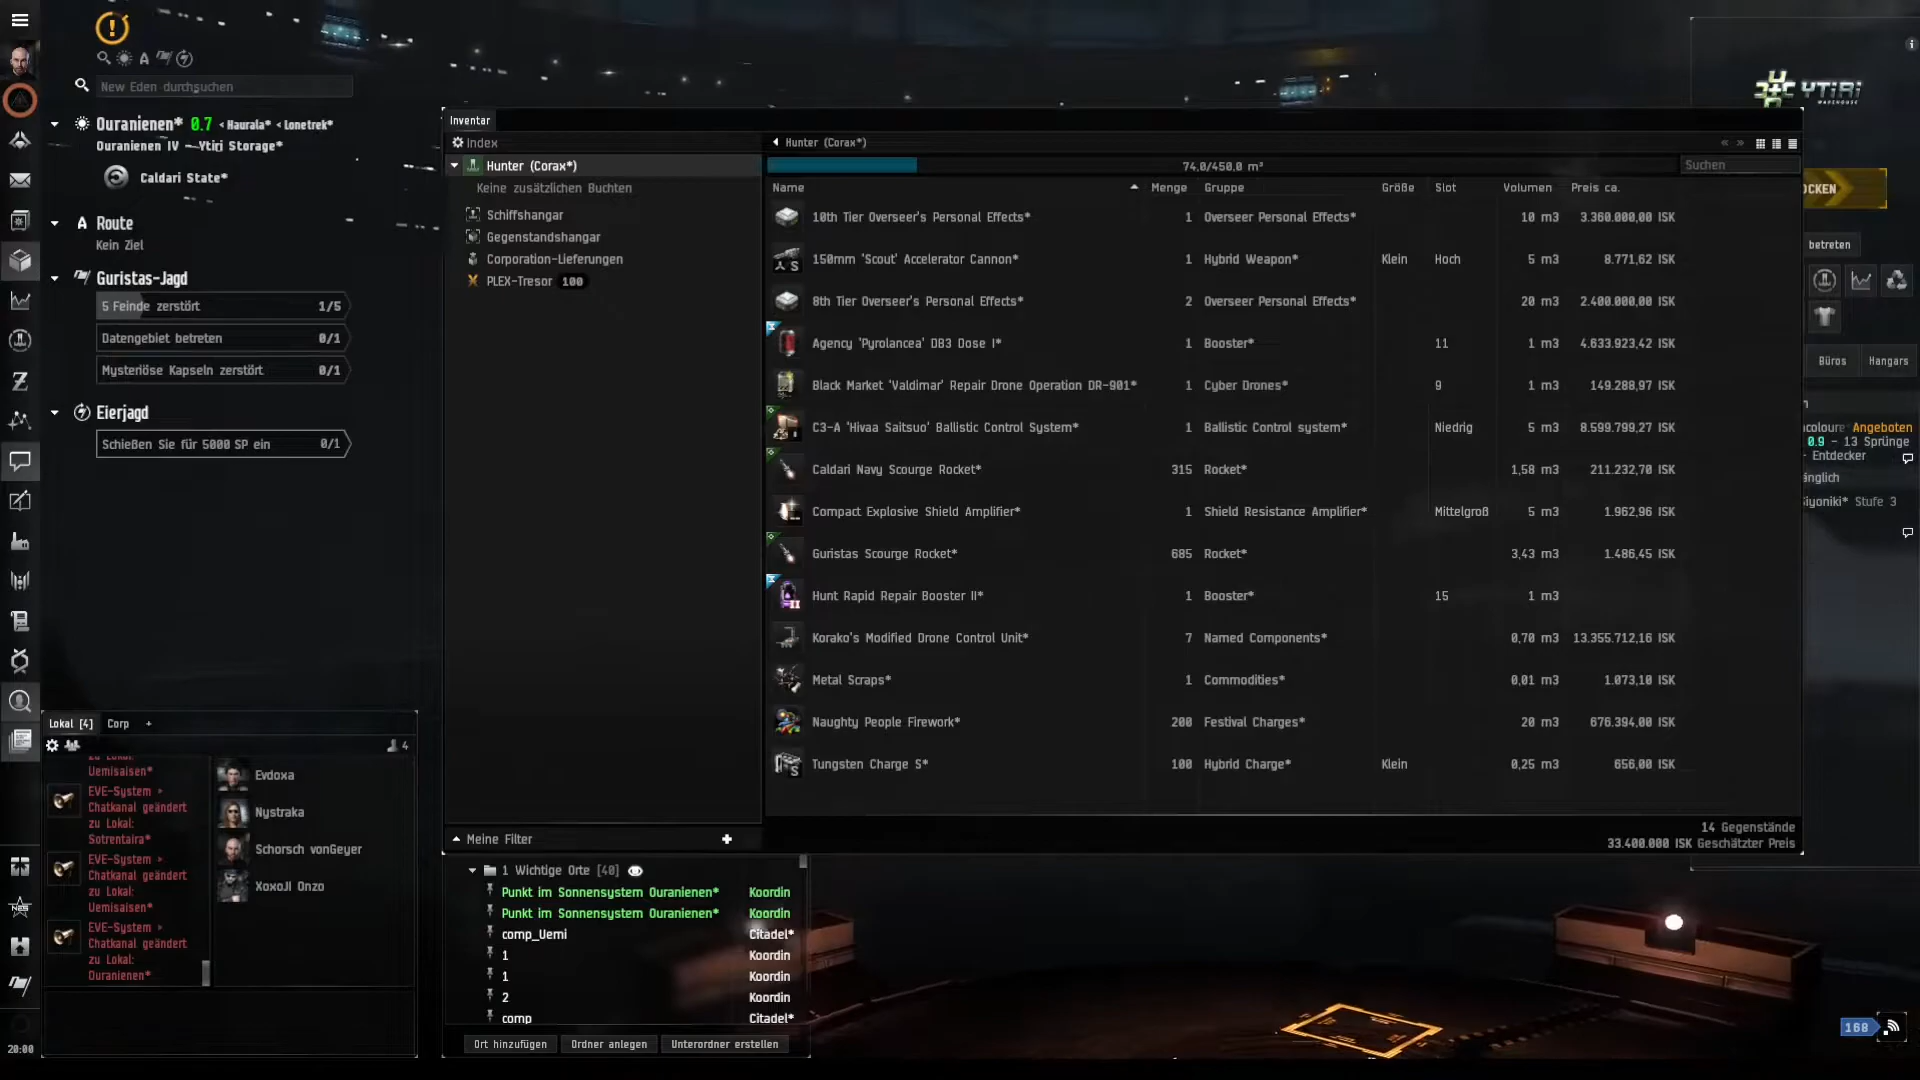 New Eden durchsuchen
Ouranienen* 0.7 < Haurala* < Lonetrek*
Ouranienen IV - Ytiri Storage*
Caldari State*
Route
Kein Ziel
Guristas-Jagd
5 Feinde zerstört 1/5
Datengebiet betreten 0/1
Mysteriöse Kapseln zerstört 0/1
Eierjagd
Schießen Sie für 5000 SP ein 0/1
Lokal [4] Corp +
4
Uemisaisen*
EVE-System >
Chatkanal geändert
zu Lokal:
Sotrentaira*
EVE-System >
Chatkanal geändert
zu Lokal:
Uemisaisen*
EVE-System >
Chatkanal geändert
zu Lokal:
Ouranienen*
Evdoxa
Nystraka
Schorsch vonGeyer
XoxoJI Onzo
20:00
Inventar
Index
Hunter (Corax*)
Keine zusätzlichen Buchten
Schiffshangar
Gegenstandshangar
Corporation-Lieferungen
PLEX-Tresor 100
Meine Filter
Hunter (Corax*)
74,0/450,0 m³
Suchen
Name Menge Gruppe Größe Slot Volumen Preis ca.
10th Tier Overseer's Personal Effects* 1 Overseer Personal Effects* 10 m3 3.360.000,00 ISK
150mm 'Scout' Accelerator Cannon* 1 Hybrid Weapon* Klein Hoch 5 m3 8.771,62 ISK
8th Tier Overseer's Personal Effects* 2 Overseer Personal Effects* 20 m3 2.400.000,00 ISK
Agency 'Pyrolancea' DB3 Dose I* 1 Booster* 11 1 m3 4.633.923,42 ISK
Black Market 'Valdimar' Repair Drone Operation DR-901* 1 Cyber Drones* 9 1 m3 149.288,97 ISK
C3-A 'Hivaa Saitsuo' Ballistic Control System* 1 Ballistic Control system* Niedrig 5 m3 8.599.799,27 ISK
Caldari Navy Scourge Rocket* 315 Rocket* 1,58 m3 211.232,70 ISK
Compact Explosive Shield Amplifier* 1 Shield Resistance Amplifier* Mittelgroß 5 m3 1.962,96 ISK
Guristas Scourge Rocket* 685 Rocket* 3,43 m3 1.486,45 ISK
Hunt Rapid Repair Booster II* 1 Booster* 15 1 m3
Korako's Modified Drone Control Unit* 7 Named Components* 0,70 m3 13.355.712,16 ISK
Metal Scraps* 1 Commodities* 0,01 m3 1.073,10 ISK
Naughty People Firework* 200 Festival Charges* 20 m3 676.394,00 ISK
Tungsten Charge S* 100 Hybrid Charge* Klein 0,25 m3 656,00 ISK
14 Gegenstände
33.400.000 ISK Geschätzter Preis
1 Wichtige Orte [40]
Punkt im Sonnensystem Ouranienen* Koordin
Punkt im Sonnensystem Ouranienen* Koordin
comp_Uemi Citadel*
1 Koordin
1 Koordin
2 Koordin
comp Citadel*
Ort hinzufügen Ordner anlegen Unterordner erstellen
YTIRI
WAREHOUSE
OCKEN
betreten
Büros Hangars
Angeboten
0.9 - 13 Sprünge
- Entdecker
änglich
iyoniki* Stufe 3
168